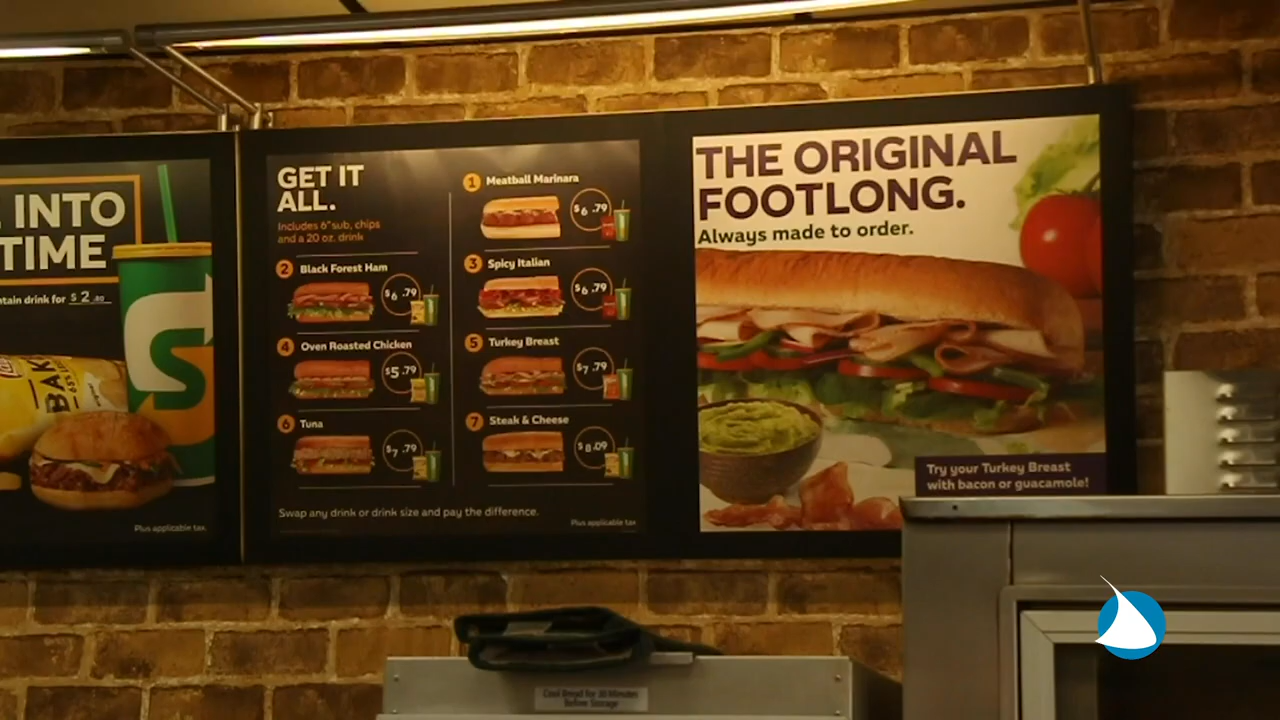 INTO
TIME
ntain drink for $ 2 .80
BAK
S
Plus applicable tax.
GET IT
ALL.
Includes 6" sub, chips
and a 20 oz. drink
1 Meatball Marinara
$6 .79
2 Black Forest Ham
$6 .79
3 Spicy Italian
$6 .79
4 Oven Roasted Chicken
$5 .79
5 Turkey Breast
$7 .79
6 Tuna
$7 .79
7 Steak & Cheese
$8 .09
Swap any drink or drink size and pay the difference.
Plus applicable tax
THE ORIGINAL
FOOTLONG.
Always made to order.
Try your Turkey Breast
with bacon or guacamole!
Cool Bread for 30 Minutes
Before Storage